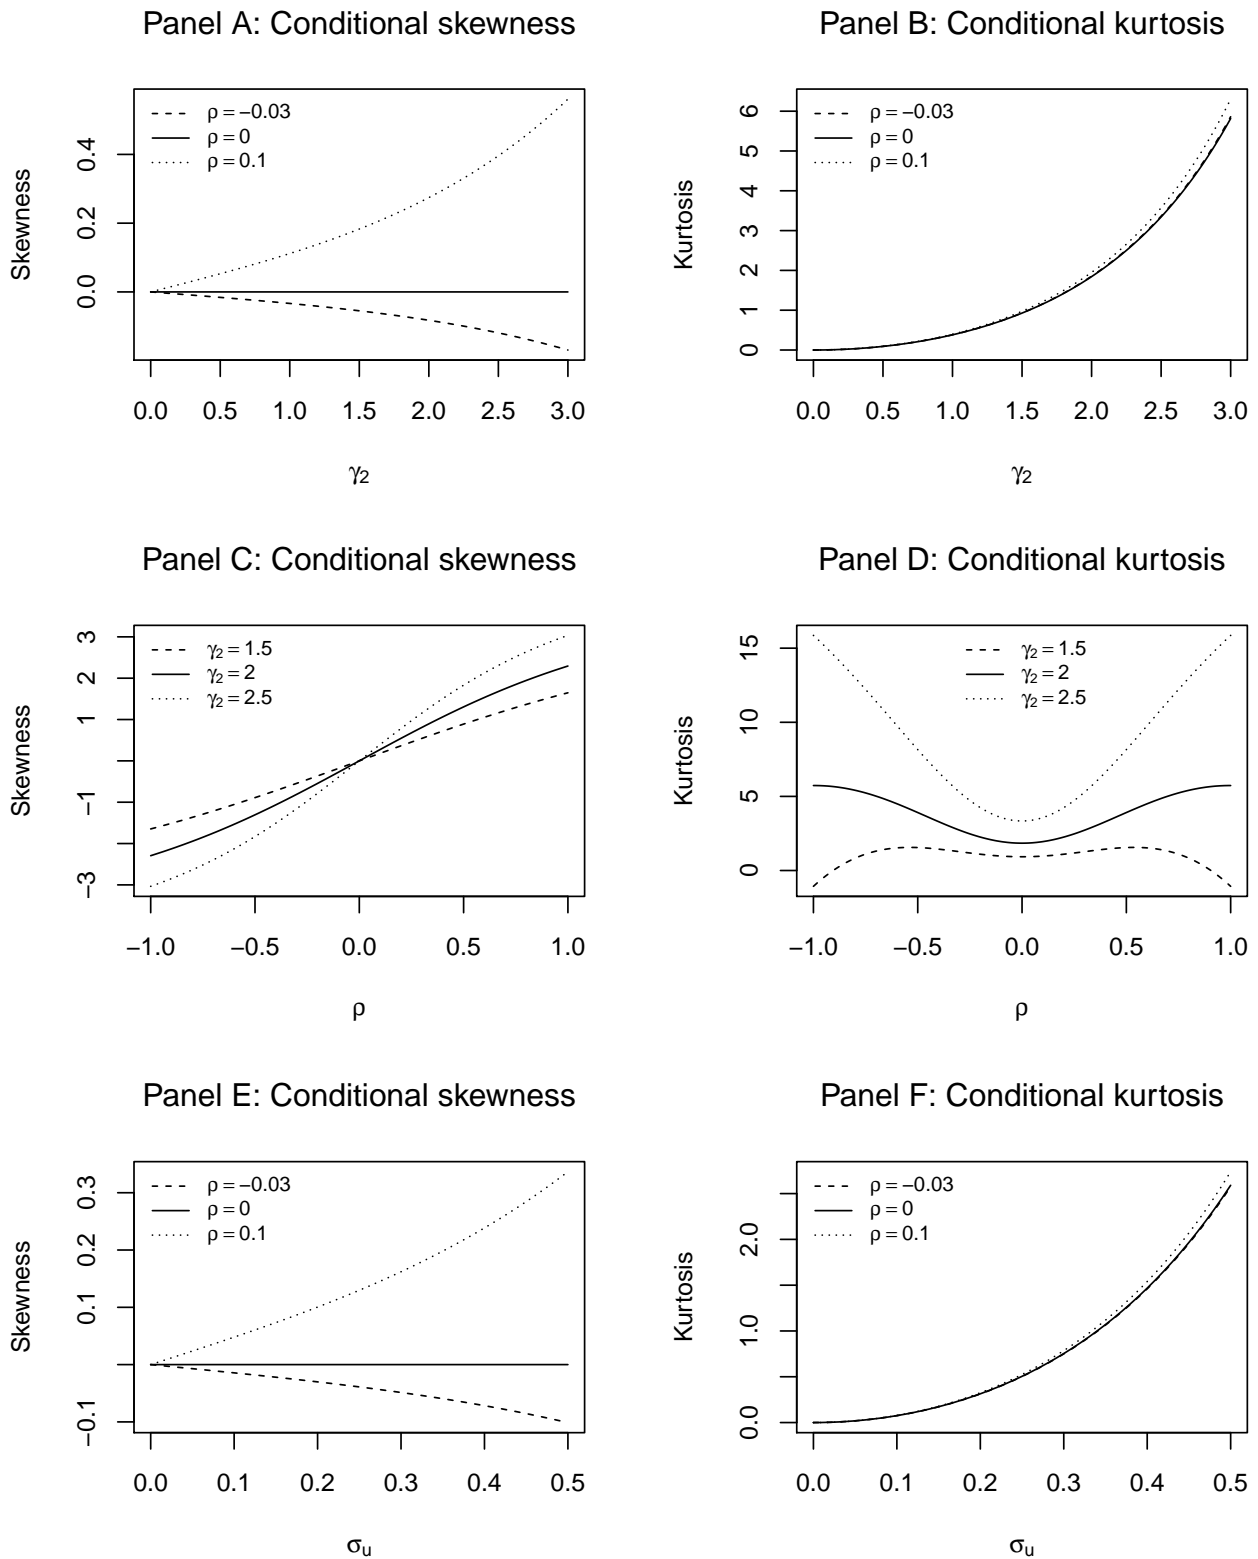 Panel A: Conditional skewness
Skewness
0.0 0.2 0.4
ρ = −0.03
ρ = 0
ρ = 0.1
0.0 0.5 1.0 1.5 2.0 2.5 3.0
γ2
Panel B: Conditional kurtosis
Kurtosis
0 1 2 3 4 5 6
ρ = −0.03
ρ = 0
ρ = 0.1
0.0 0.5 1.0 1.5 2.0 2.5 3.0
γ2
Panel C: Conditional skewness
Skewness
−3 −1 1 2 3
γ2 = 1.5
γ2 = 2
γ2 = 2.5
−1.0 −0.5 0.0 0.5 1.0
ρ
Panel D: Conditional kurtosis
Kurtosis
0 5 10 15
γ2 = 1.5
γ2 = 2
γ2 = 2.5
−1.0 −0.5 0.0 0.5 1.0
ρ
Panel E: Conditional skewness
Skewness
−0.1 0.1 0.2 0.3
ρ = −0.03
ρ = 0
ρ = 0.1
0.0 0.1 0.2 0.3 0.4 0.5
σu
Panel F: Conditional kurtosis
Kurtosis
0.0 1.0 2.0
ρ = −0.03
ρ = 0
ρ = 0.1
0.0 0.1 0.2 0.3 0.4 0.5
σu